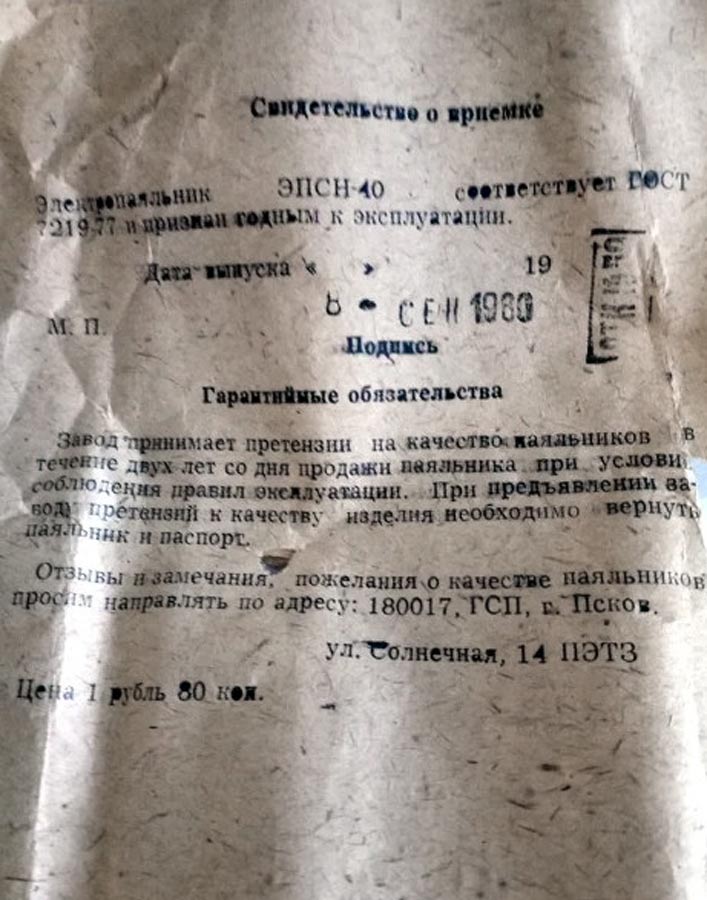 Свидетельство о приемке
Электропаяльник ЭПСН-40 соответствует ГОСТ
7219-77 и признан годным к эксплуатации.
Дата выпуска « » 19
8 - СЕН
М. П.
Подпись
Гарантийные обязательства
Завод принимает претензии на качество паяльников в
течение двух лет со дня продажи паяльника при услови
соблюдения правил эксплуатации. При предъявлении за-
воду претензий к качеству изделия необходимо вернуть
паяльник и паспорт.
Отзывы и замечания, пожелания о качестве паяльников
просим направлять по адресу: 180017, ГСП, г. Псков.
ул. Солнечная, 14 ПЭТЗ
Цена 1 рубль 80 коп.